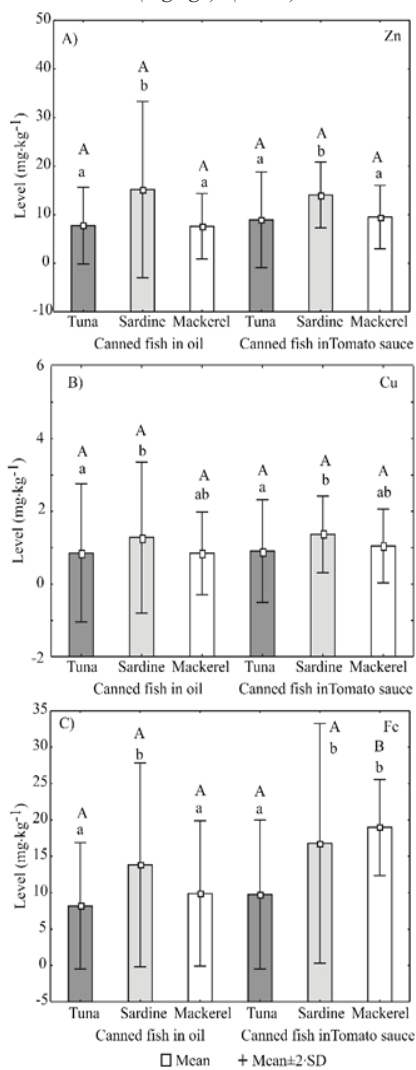 A) Zn
50
40
30
20
10
0
-10
Level (mg·kg⁻¹)
A A A A A A
a b a a b a
Tuna Sardine Mackerel Tuna Sardine Mackerel
Canned fish in oil Canned fish inTomato sauce
B) Cu
6
4
2
0
-2
Level (mg·kg⁻¹)
A A A A A A
a b ab a b ab
Tuna Sardine Mackerel Tuna Sardine Mackerel
Canned fish in oil Canned fish inTomato sauce
C) Fe
35
30
25
20
15
10
5
0
-5
Level (mg·kg⁻¹)
A A A A A B
a b a a b b
Tuna Sardine Mackerel Tuna Sardine Mackerel
Canned fish in oil Canned fish inTomato sauce
Mean Mean±2·SD